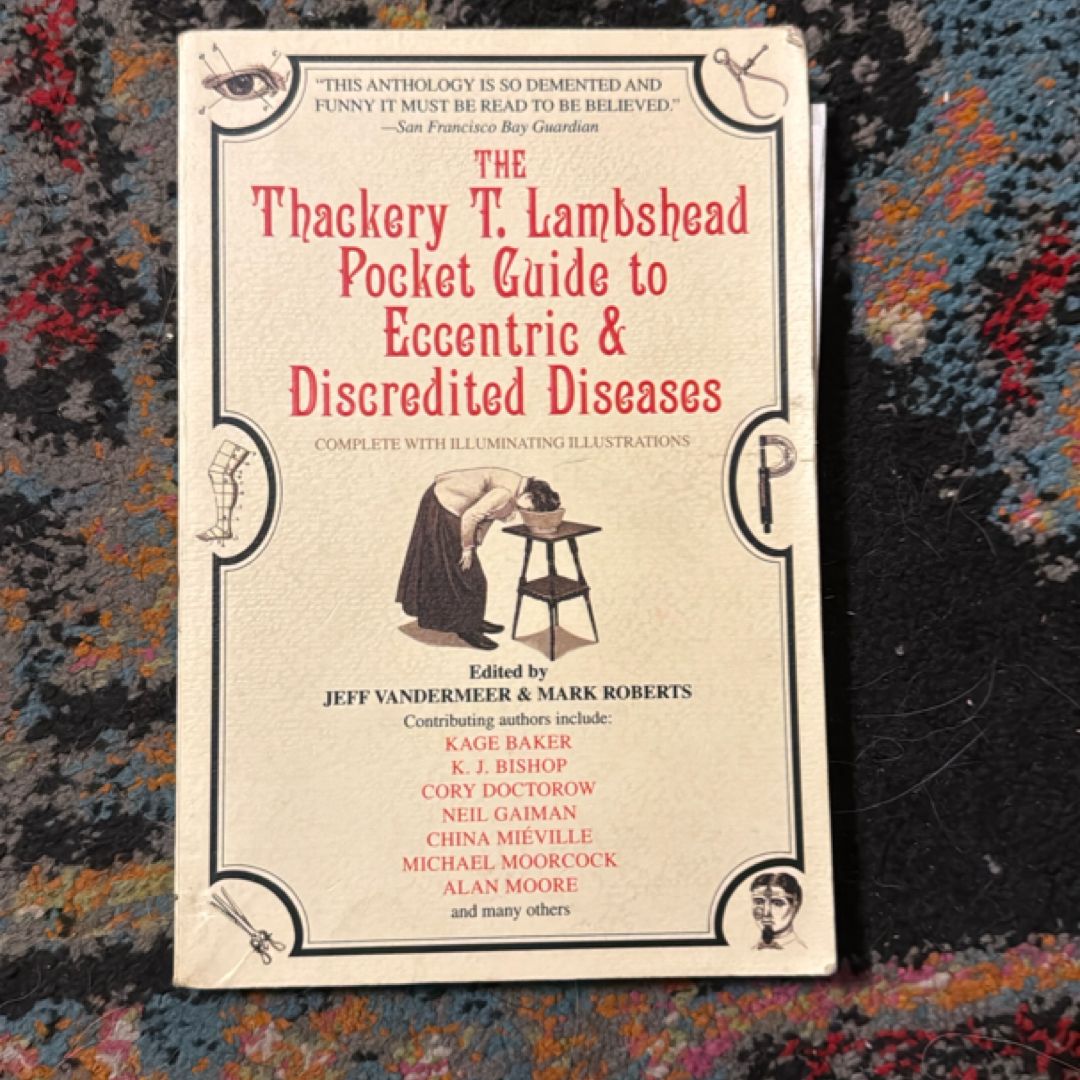 “THIS ANTHOLOGY IS SO DEMENTED AND
FUNNY IT MUST BE READ TO BE BELIEVED.”
—San Francisco Bay Guardian
THE
Thackery T. Lambshead
Pocket Guide to
Eccentric &
Discredited Diseases
COMPLETE WITH ILLUMINATING ILLUSTRATIONS
Edited by
JEFF VANDERMEER & MARK ROBERTS
Contributing authors include:
KAGE BAKER
K. J. BISHOP
CORY DOCTOROW
NEIL GAIMAN
CHINA MIÉVILLE
MICHAEL MOORCOCK
ALAN MOORE
and many others